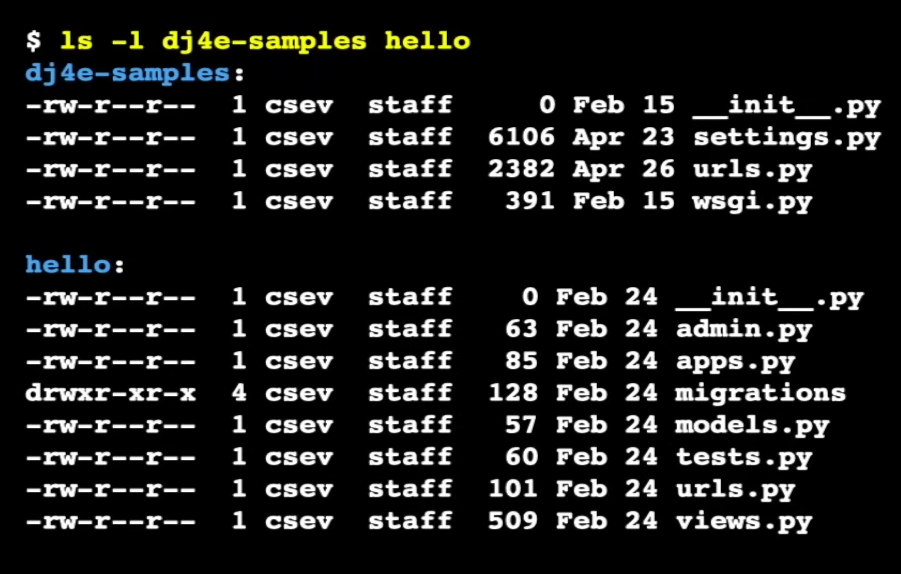 $ ls -l dj4e-samples hello
dj4e-samples:
-rw-r--r--  1 csev  staff     0 Feb 15 __init__.py
-rw-r--r--  1 csev  staff  6106 Apr 23 settings.py
-rw-r--r--  1 csev  staff  2382 Apr 26 urls.py
-rw-r--r--  1 csev  staff   391 Feb 15 wsgi.py

hello:
-rw-r--r--  1 csev  staff    0 Feb 24 __init__.py
-rw-r--r--  1 csev  staff   63 Feb 24 admin.py
-rw-r--r--  1 csev  staff   85 Feb 24 apps.py
drwxr-xr-x  4 csev  staff  128 Feb 24 migrations
-rw-r--r--  1 csev  staff   57 Feb 24 models.py
-rw-r--r--  1 csev  staff   60 Feb 24 tests.py
-rw-r--r--  1 csev  staff  101 Feb 24 urls.py
-rw-r--r--  1 csev  staff  509 Feb 24 views.py